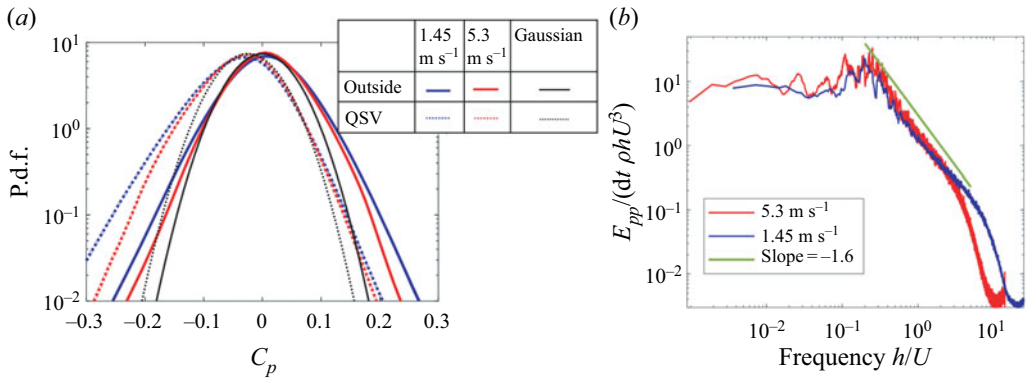 (a)
1.45 m s⁻¹ 5.3 m s⁻¹ Gaussian
Outside
QSV
10¹
10⁰
10⁻¹
10⁻²
P.d.f.
−0.3 −0.2 −0.1 0 0.1 0.2 0.3
Cₚ
(b)
10¹
10⁰
10⁻¹
10⁻²
Eₚₚ/(dt ρhU³)
5.3 m s⁻¹
1.45 m s⁻¹
Slope = −1.6
10⁻² 10⁻¹ 10⁰ 10¹
Frequency h/U